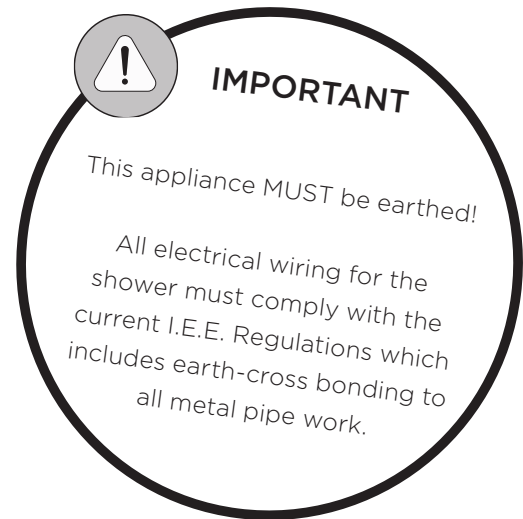 !
IMPORTANT
This appliance MUST be earthed!
All electrical wiring for the
shower must comply with the
current I.E.E. Regulations which
includes earth-cross bonding to
all metal pipe work.